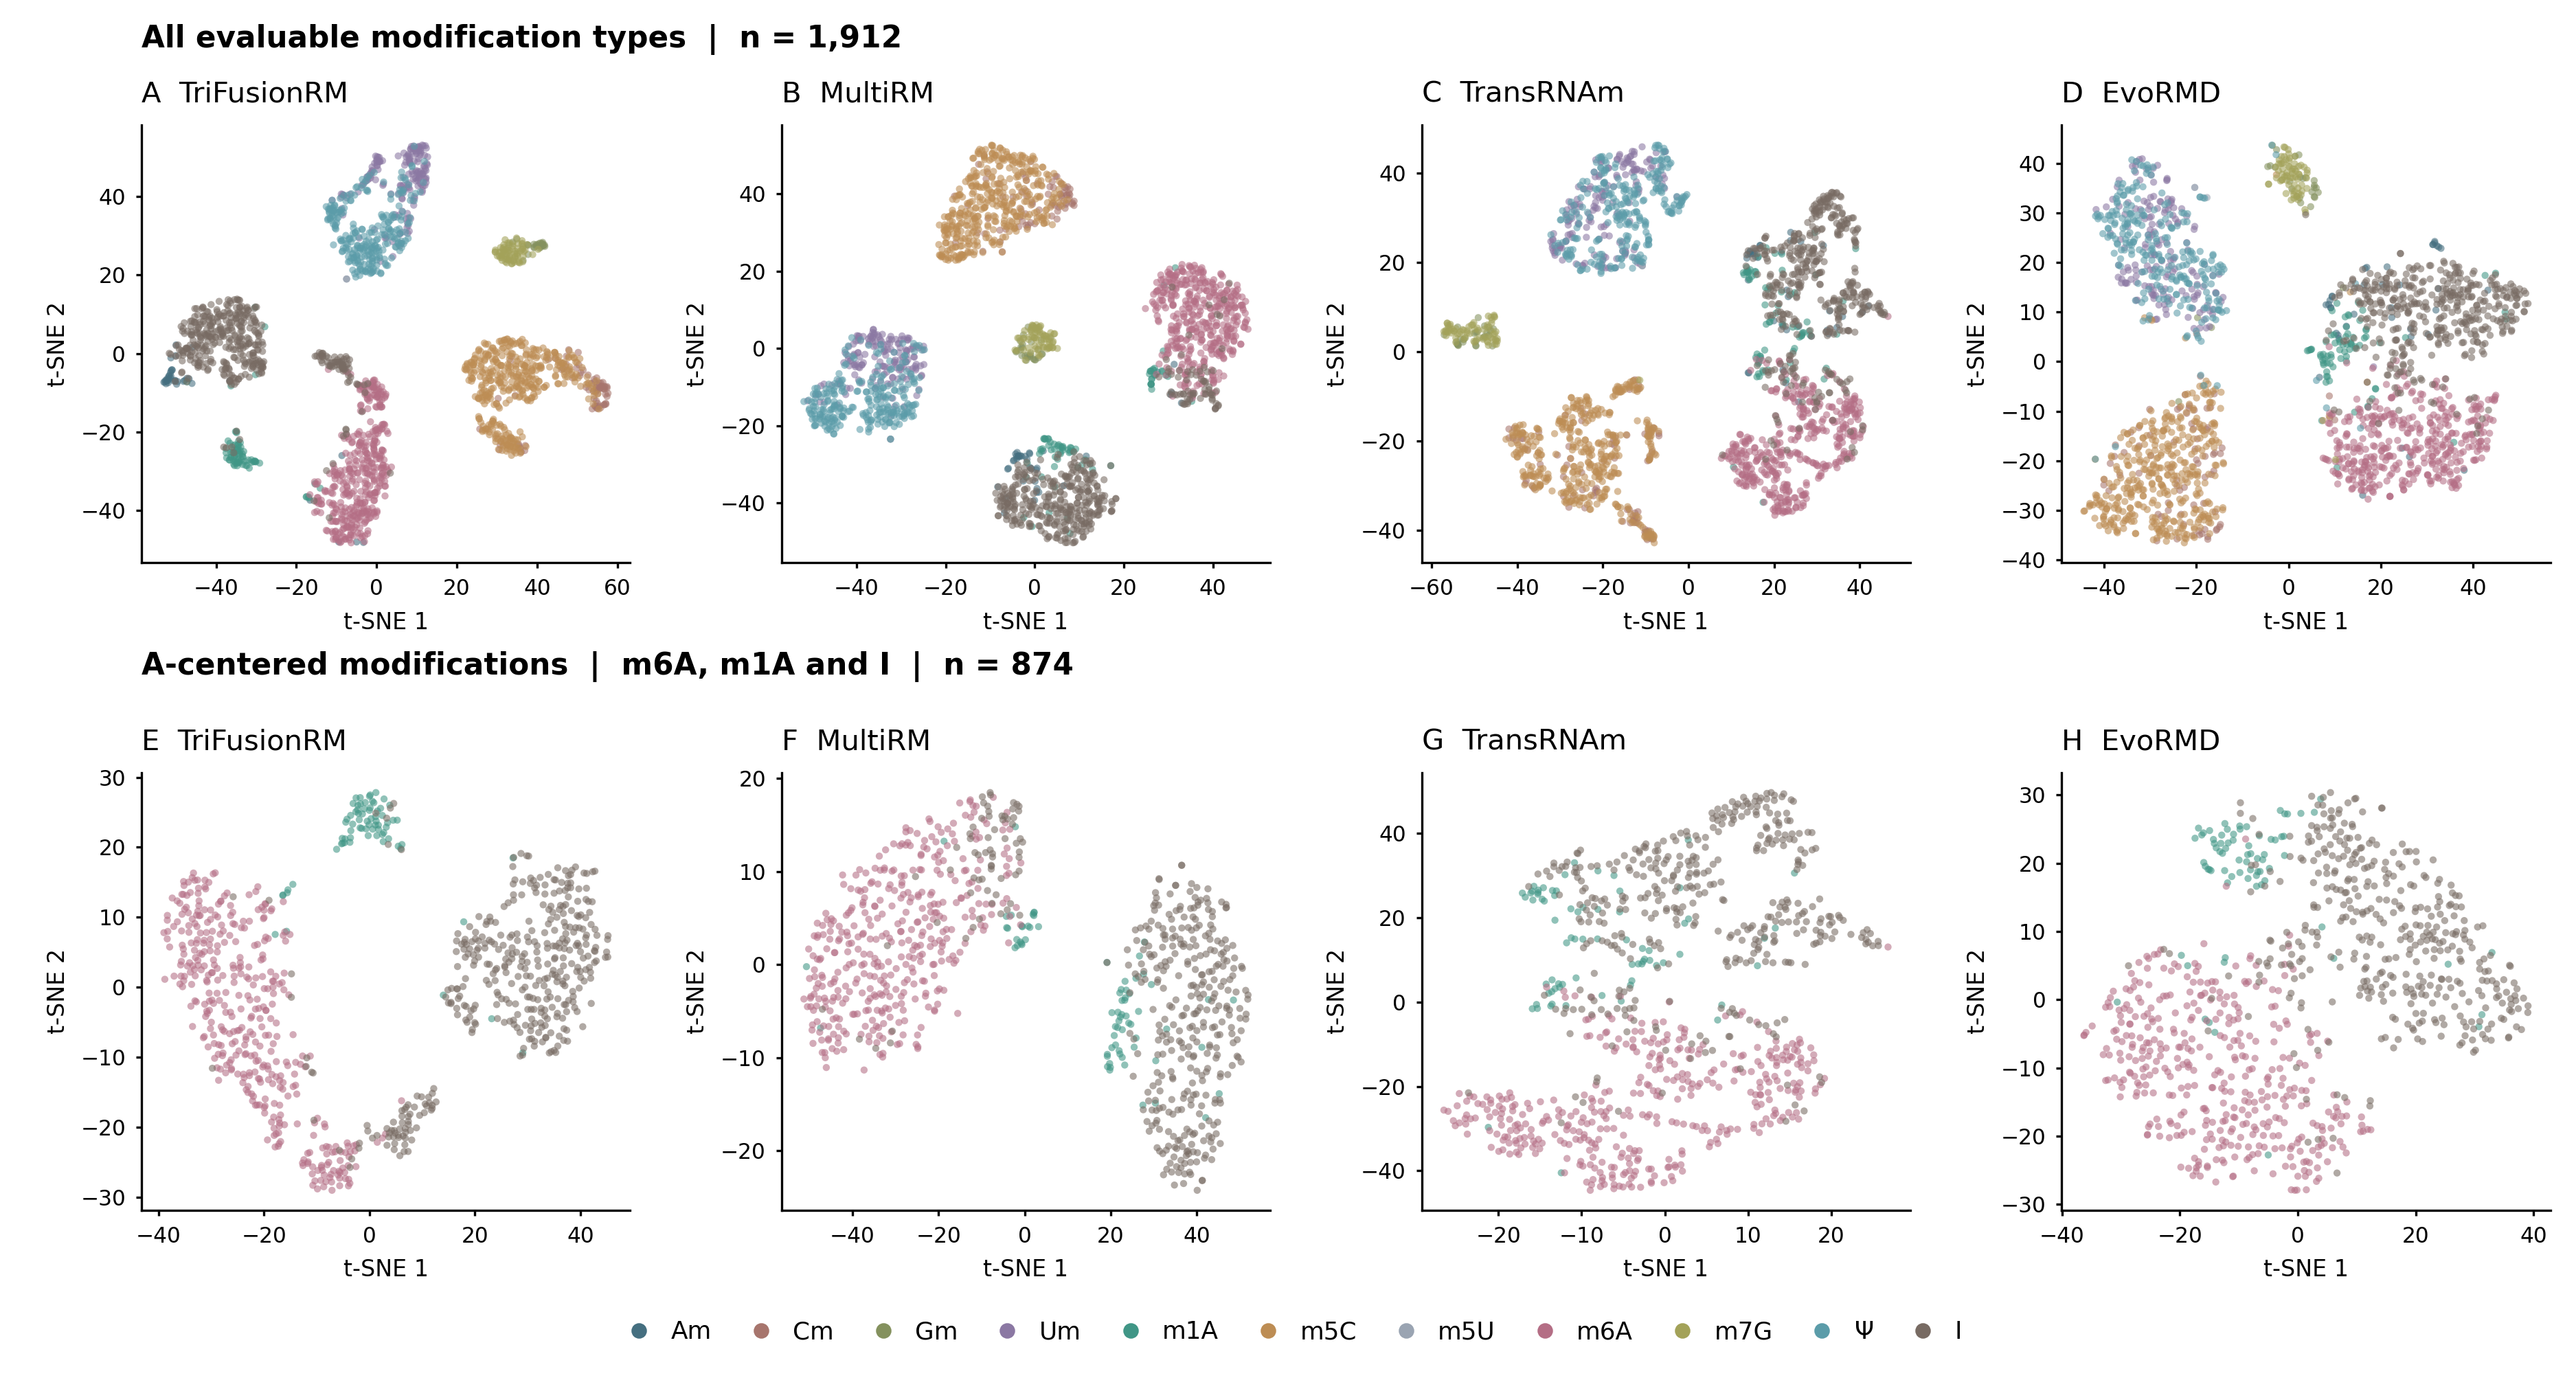 All evaluable modification types | n = 1,912
A TriFusionRM
B MultiRM
C TransRNAm
D EvoRMD
t-SNE 2
40
20
0
−20
−40
−40 −20 0 20 40 60
t-SNE 1
t-SNE 2
40
20
0
−20
−40
−40 −20 0 20 40
t-SNE 1
t-SNE 2
40
20
0
−20
−40
−60 −40 −20 0 20 40
t-SNE 1
t-SNE 2
40
30
20
10
0
−10
−20
−30
−40
−40 −20 0 20 40
t-SNE 1
A-centered modifications | m6A, m1A and I | n = 874
E TriFusionRM
F MultiRM
G TransRNAm
H EvoRMD
t-SNE 2
30
20
10
0
−10
−20
−30
−40 −20 0 20 40
t-SNE 1
t-SNE 2
20
10
0
−10
−20
−40 −20 0 20 40
t-SNE 1
t-SNE 2
40
20
0
−20
−40
−20 −10 0 10 20
t-SNE 1
t-SNE 2
30
20
10
0
−10
−20
−30
−40 −20 0 20 40
t-SNE 1
Am Cm Gm Um m1A m5C m5U m6A m7G Ψ I